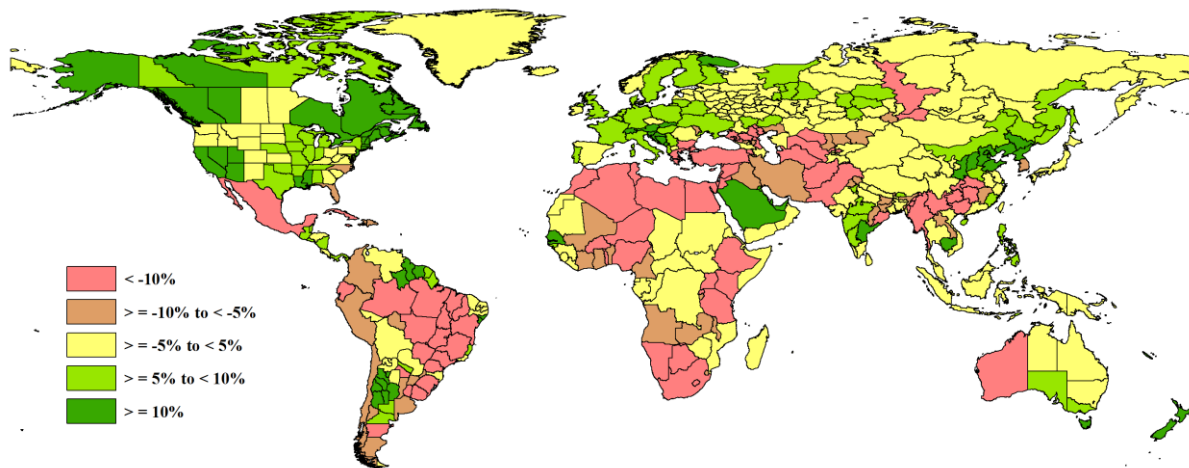 < -10%
> = -10% to < -5%
> = -5% to < 5%
> = 5% to < 10%
> = 10%